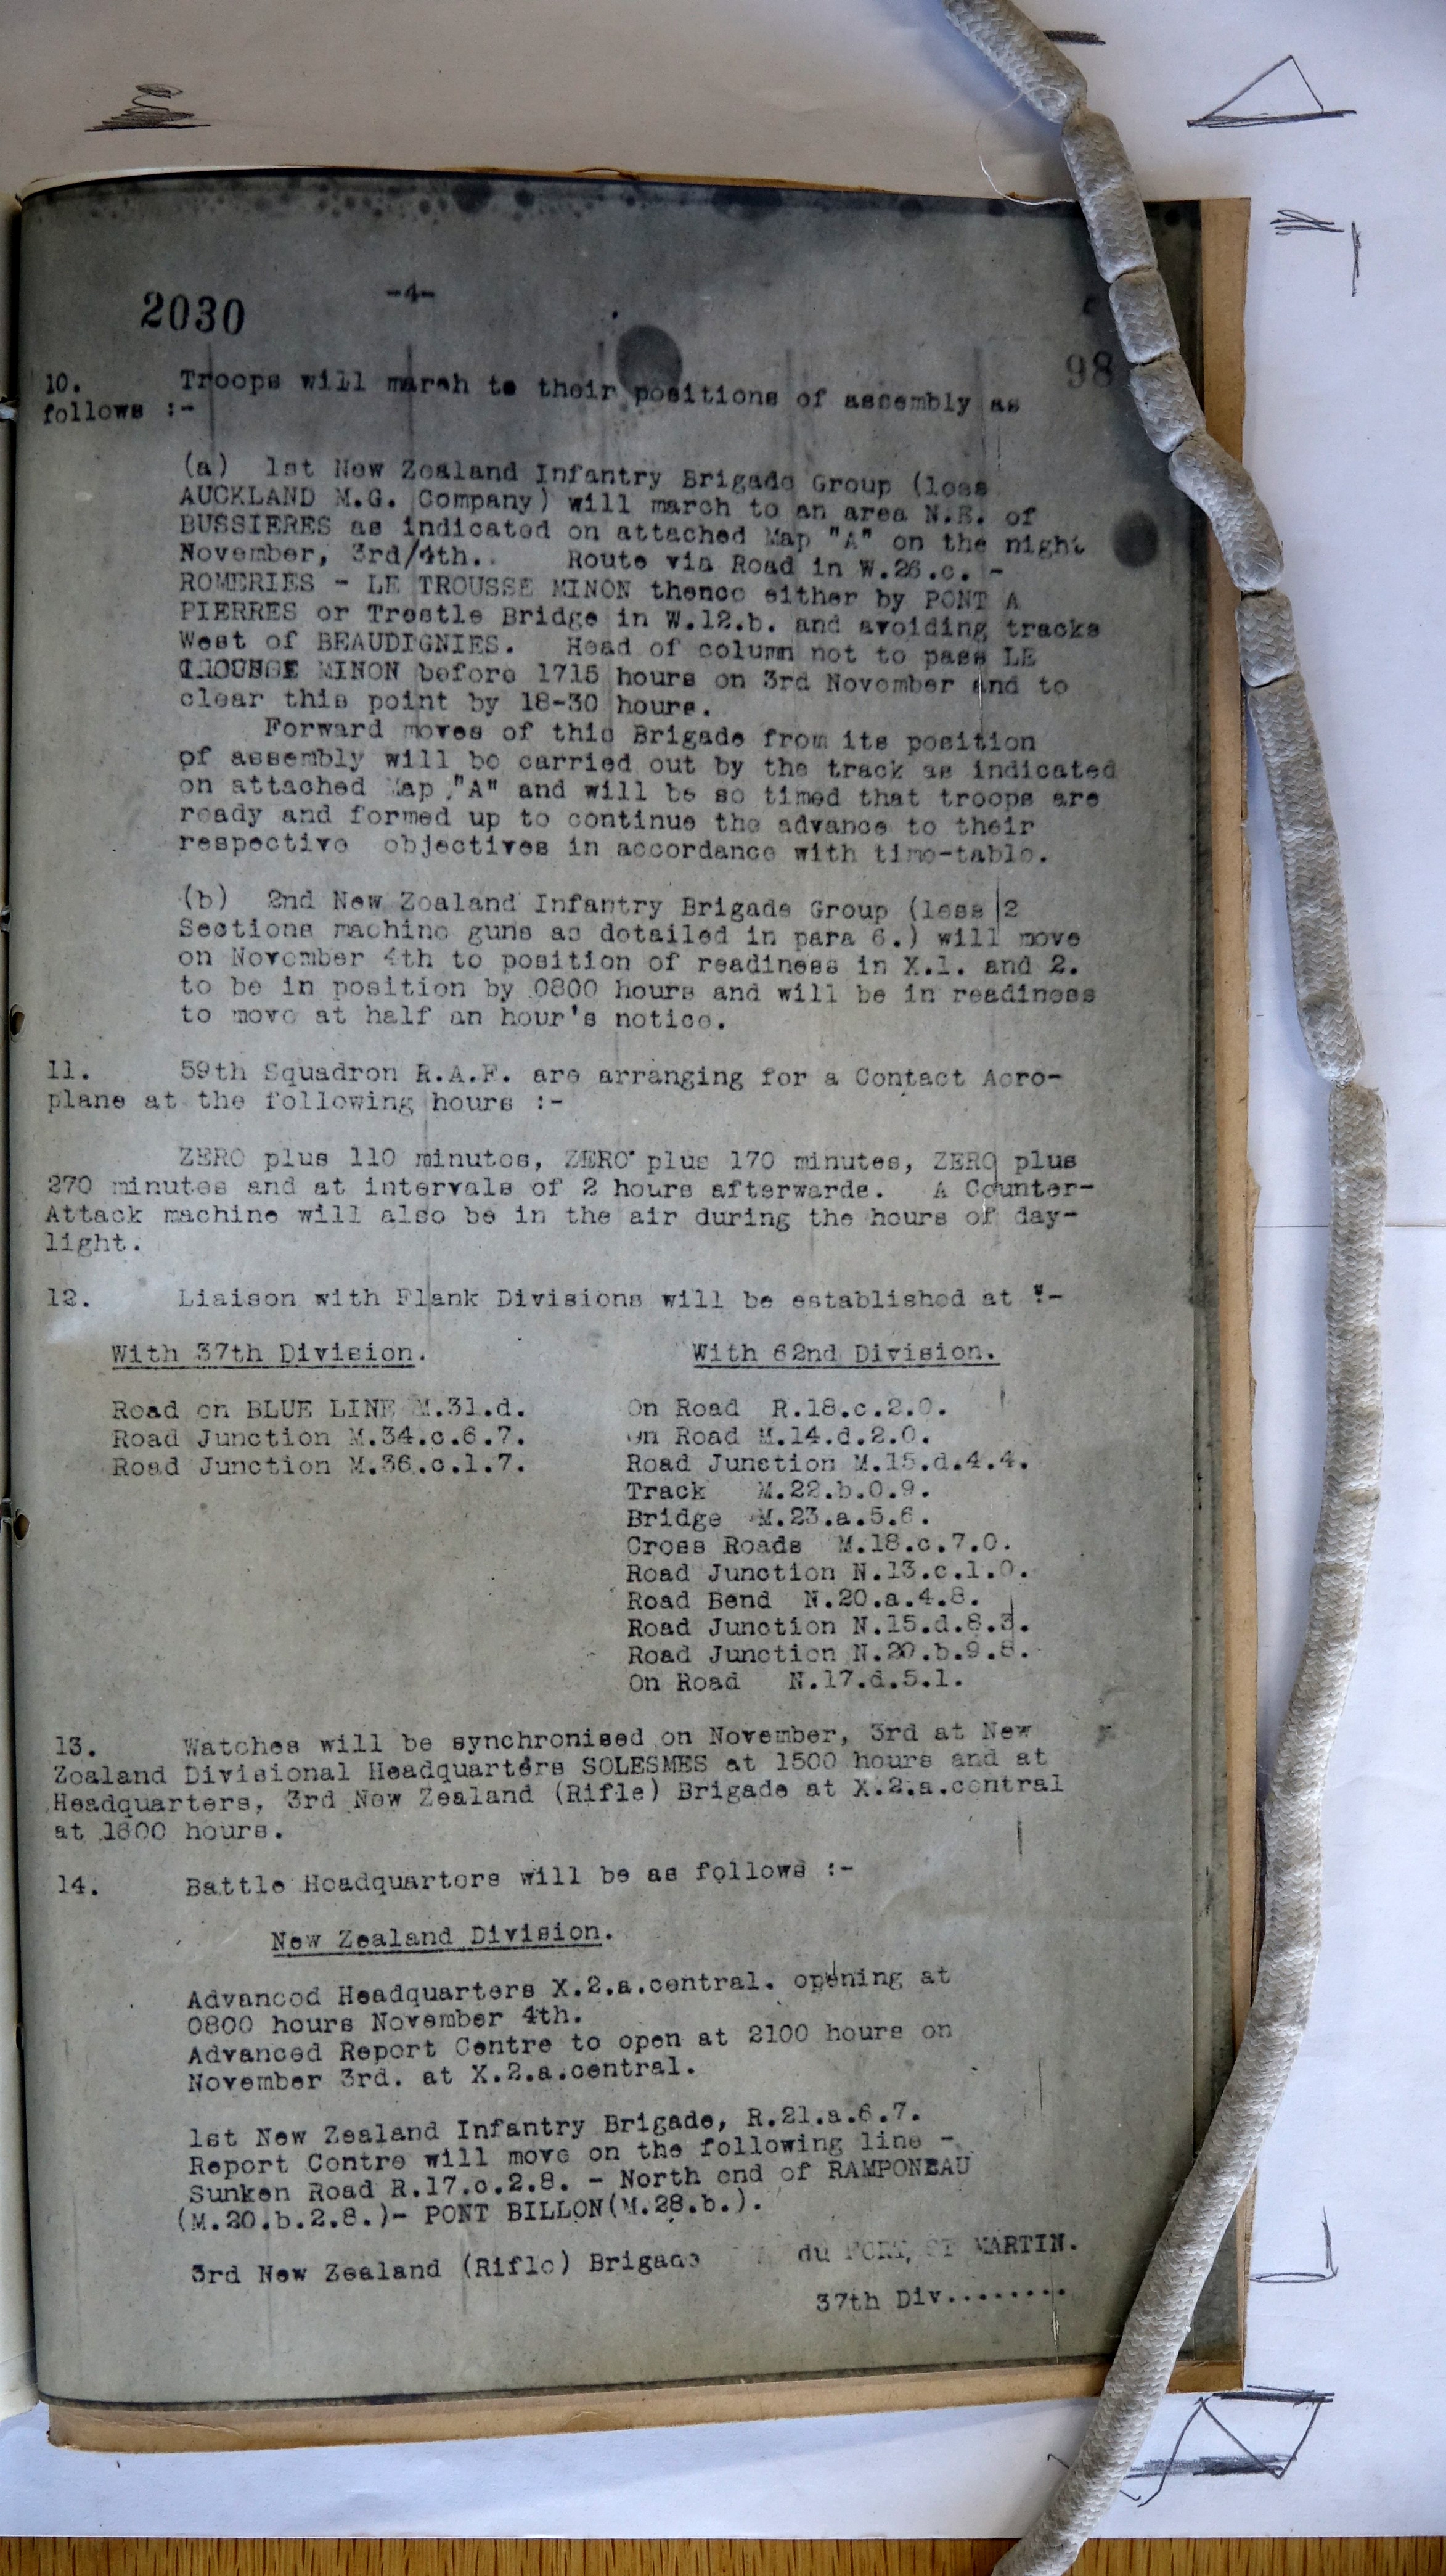 2030
-4-
98
10. Troops will march to their positions of assembly as
follows :-
(a) 1st New Zealand Infantry Brigade Group (less
AUCKLAND M.G. Company) will march to an area N.E. of
BUSSIERES as indicated on attached Map "A" on the night
November, 3rd/4th. Route via Road in W.26.c. -
ROMERIES - LE TROUSSE MINON thence either by PONT A
PIERRES or Trestle Bridge in W.12.b. and avoiding tracks
West of BEAUDIGNIES. Head of column not to pass LE
TROUSSE MINON before 1715 hours on 3rd November and to
clear this point by 18-30 hours.
Forward moves of this Brigade from its position
of assembly will be carried out by the track as indicated
on attached Map "A" and will be so timed that troops are
ready and formed up to continue the advance to their
respective objectives in accordance with time-table.
(b) 2nd New Zealand Infantry Brigade Group (less 2
Sections machine guns as detailed in para 6.) will move
on November 4th to position of readiness in X.1. and 2.
to be in position by 0800 hours and will be in readiness
to move at half an hour's notice.
11. 59th Squadron R.A.F. are arranging for a Contact Aero-
plane at the following hours :-
ZERO plus 110 minutes, ZERO plus 170 minutes, ZERO plus
270 minutes and at intervals of 2 hours afterwards. A Counter-
Attack machine will also be in the air during the hours of day-
light.
12. Liaison with Flank Divisions will be established at :-
With 37th Division.
Road on BLUE LINE M.31.d.
Road Junction M.34.c.6.7.
Road Junction M.36.c.1.7.
With 62nd Division.
On Road R.18.c.2.0.
On Road M.14.d.2.0.
Road Junction M.15.d.4.4.
Track M.22.b.0.9.
Bridge M.23.a.5.6.
Cross Roads M.18.c.7.0.
Road Junction N.13.c.1.0.
Road Bend N.20.a.4.8.
Road Junction N.15.d.8.3.
Road Junction N.20.b.9.8.
On Road N.17.d.5.1.
13. Watches will be synchronised on November, 3rd at New
Zealand Divisional Headquarters SOLESMES at 1500 hours and at
Headquarters, 3rd New Zealand (Rifle) Brigade at X.2.a.central
at 1600 hours.
14. Battle Headquarters will be as follows :-
New Zealand Division.
Advanced Headquarters X.2.a.central. opening at
0800 hours November 4th.
Advanced Report Centre to open at 2100 hours on
November 3rd. at X.2.a.central.
1st New Zealand Infantry Brigade, R.21.a.6.7.
Report Centre will move on the following line -
Sunken Road R.17.c.2.8. - North end of RAMPONEAU
(M.20.b.2.8.)- PONT BILLON(M.28.b.).
3rd New Zealand (Rifle) Brigade du FORT, ST MARTIN.
37th Div........